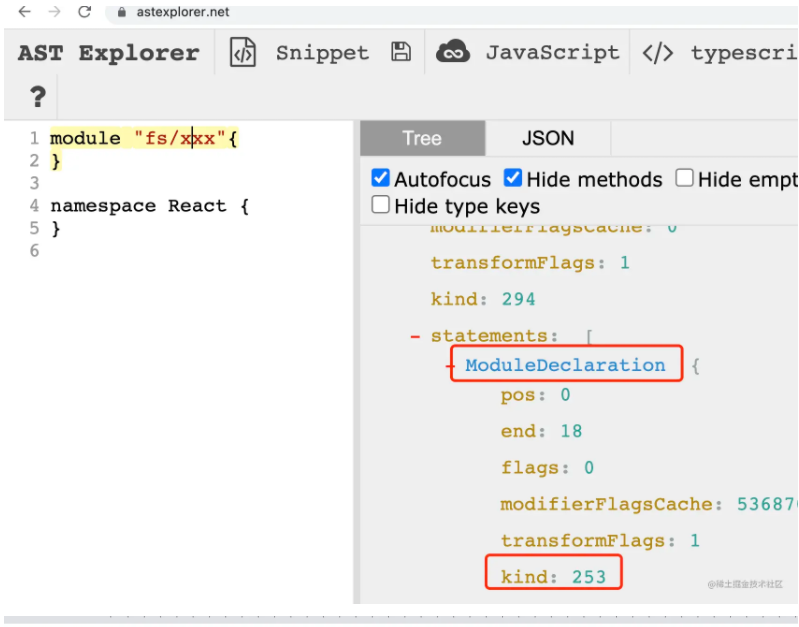 astexplorer.net
AST Explorer Snippet JavaScript </> typescri
?
1 module "fs/xxx"{
2 }
3
4 namespace React {
5 }
6
Tree JSON
Autofocus Hide methods Hide empt
Hide type keys
modifierFlagsCache: 0
transformFlags: 1
kind: 294
- statements: [
- ModuleDeclaration {
pos: 0
end: 18
flags: 0
modifierFlagsCache: 53687
transformFlags: 1
kind: 253
@稀土掘金技术社区